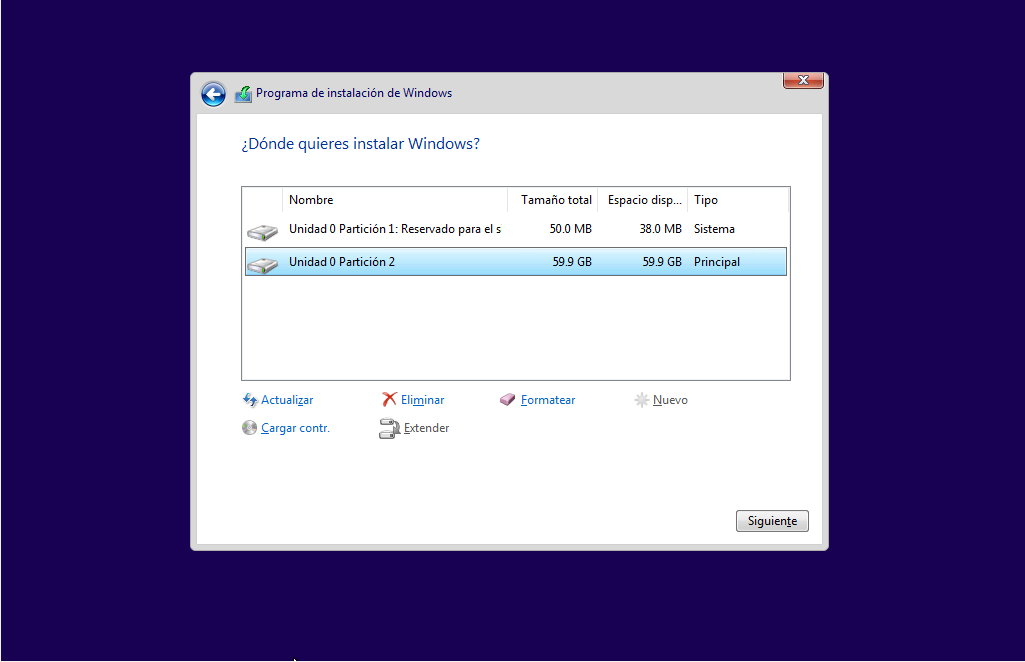 Programa de instalación de Windows
¿Dónde quieres instalar Windows?
Nombre Tamaño total Espacio disp... Tipo
Unidad 0 Partición 1: Reservado para el s 50.0 MB 38.0 MB Sistema
Unidad 0 Partición 2 59.9 GB 59.9 GB Principal
Actualizar Eliminar Formatear Nuevo
Cargar contr. Extender
Siguiente